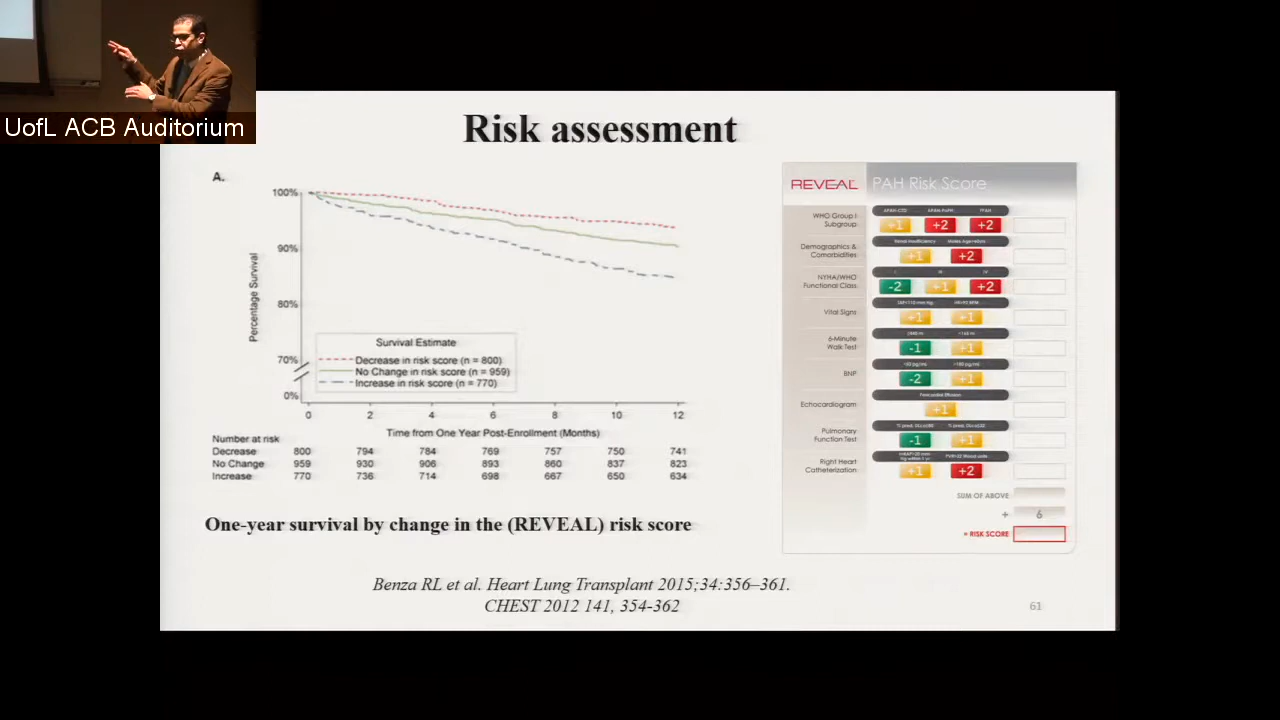 UofL ACB Auditorium
Risk assessment
A.
100%
90%
80%
70%
0%
Percentage Survival
Survival Estimate
Decrease in risk score (n = 800)
No Change in risk score (n = 959)
Increase in risk score (n = 770)
0 2 4 6 8 10 12
Time from One Year Post-Enrollment (Months)
Number at risk
Decrease 800 794 784 769 757 750 741
No Change 959 930 906 893 860 837 823
Increase 770 736 714 698 667 650 634
One-year survival by change in the (REVEAL) risk score
REVEAL PAH Risk Score
WHO Group I
Subgroup
+1 +2 +2
Demographics &
Comorbidities
+1 +2
NYHA/WHO
Functional Class
-2 +1 +2
Vital Signs
+1 +1
6-Minute
Walk Test
-1 +1
BNP
-2 +1
Echocardiogram
+1
Pulmonary
Function Test
-1 +1
Right Heart
Catheterization
+1 +2
SUM OF ABOVE
+ 6
= RISK SCORE
Benza RL et al. Heart Lung Transplant 2015;34:356–361.
CHEST 2012 141, 354-362
61